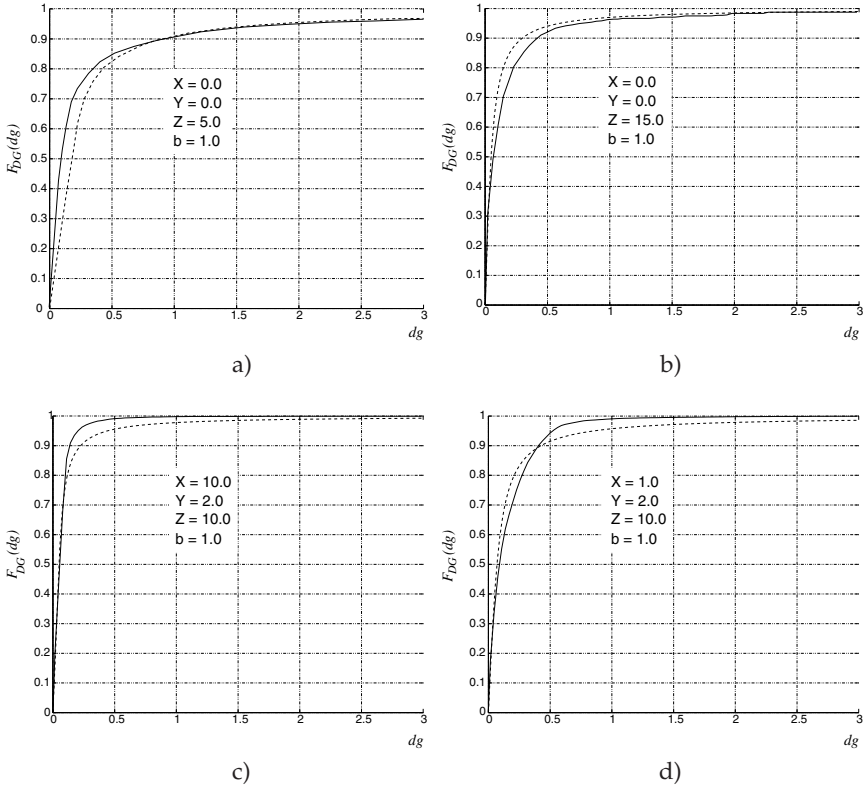 1
0.9
0.8
0.7
0.6
0.5
0.4
0.3
0.2
0.1
0
F_DG(dg)
X = 0.0
Y = 0.0
Z = 5.0
b = 1.0
0 0.5 1 1.5 2 2.5 3
dg
a)
1
0.9
0.8
0.7
0.6
0.5
0.4
0.3
0.2
0.1
0
F_DG(dg)
X = 0.0
Y = 0.0
Z = 15.0
b = 1.0
0 0.5 1 1.5 2 2.5 3
dg
b)
1
0.9
0.8
0.7
0.6
0.5
0.4
0.3
0.2
0.1
0
F_DG(dg)
X = 10.0
Y = 2.0
Z = 10.0
b = 1.0
0 0.5 1 1.5 2 2.5 3
dg
c)
1
0.9
0.8
0.7
0.6
0.5
0.4
0.3
0.2
0.1
0
F_DG(dg)
X = 1.0
Y = 2.0
Z = 10.0
b = 1.0
0 0.5 1 1.5 2 2.5 3
dg
d)